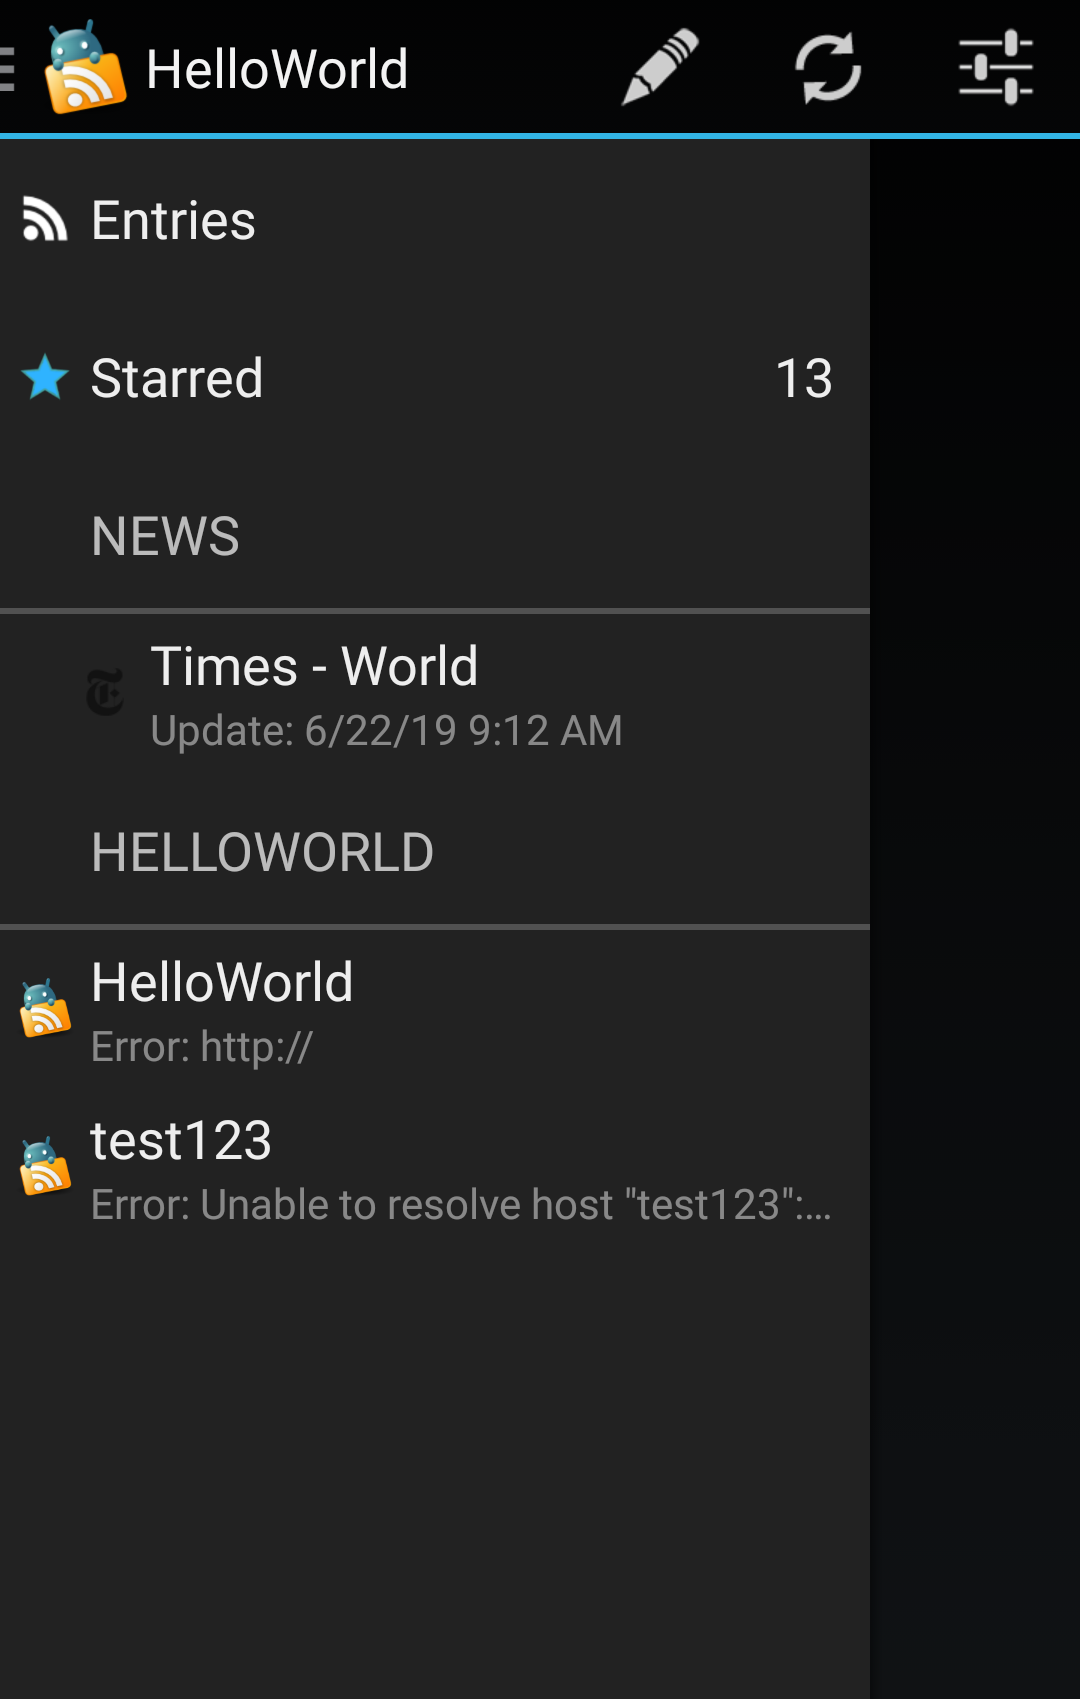 HelloWorld
Entries
Starred 13
NEWS
Times - World
Update: 6/22/19 9:12 AM
HELLOWORLD
HelloWorld
Error: http://
test123
Error: Unable to resolve host "test123":...